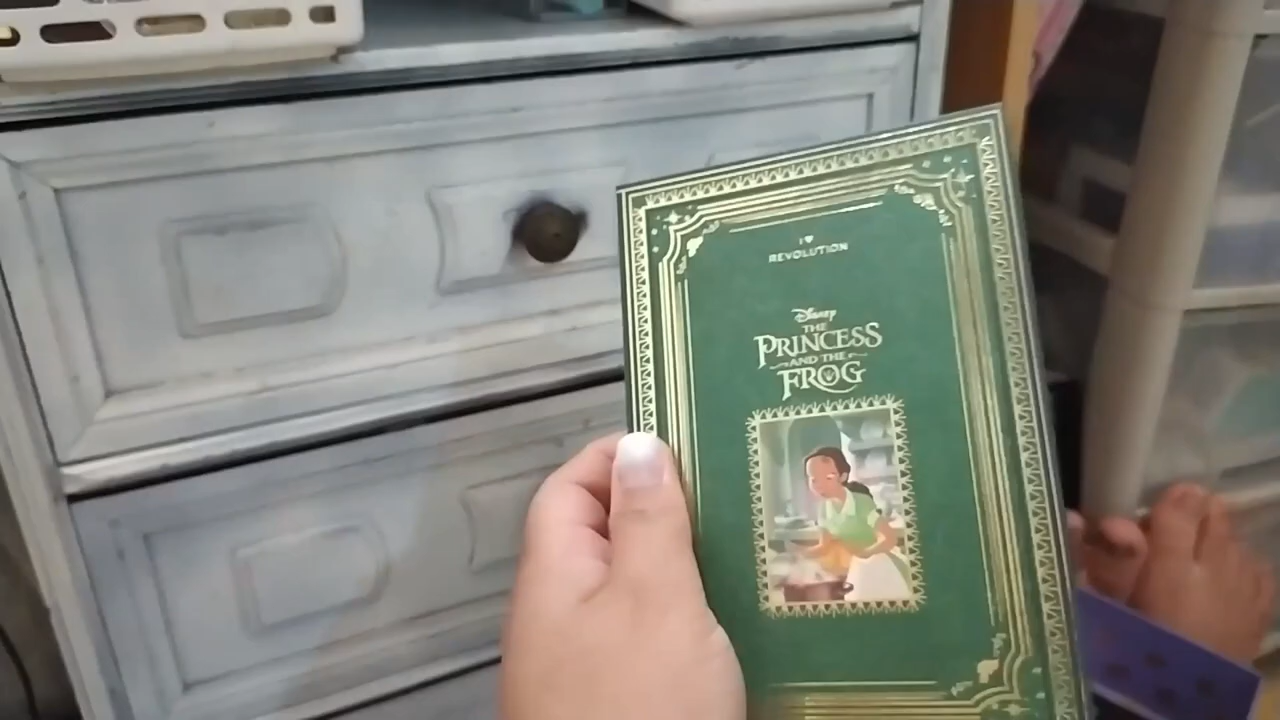 I ♥
REVOLUTION
Disney
THE
PRINCESS
AND THE
FROG